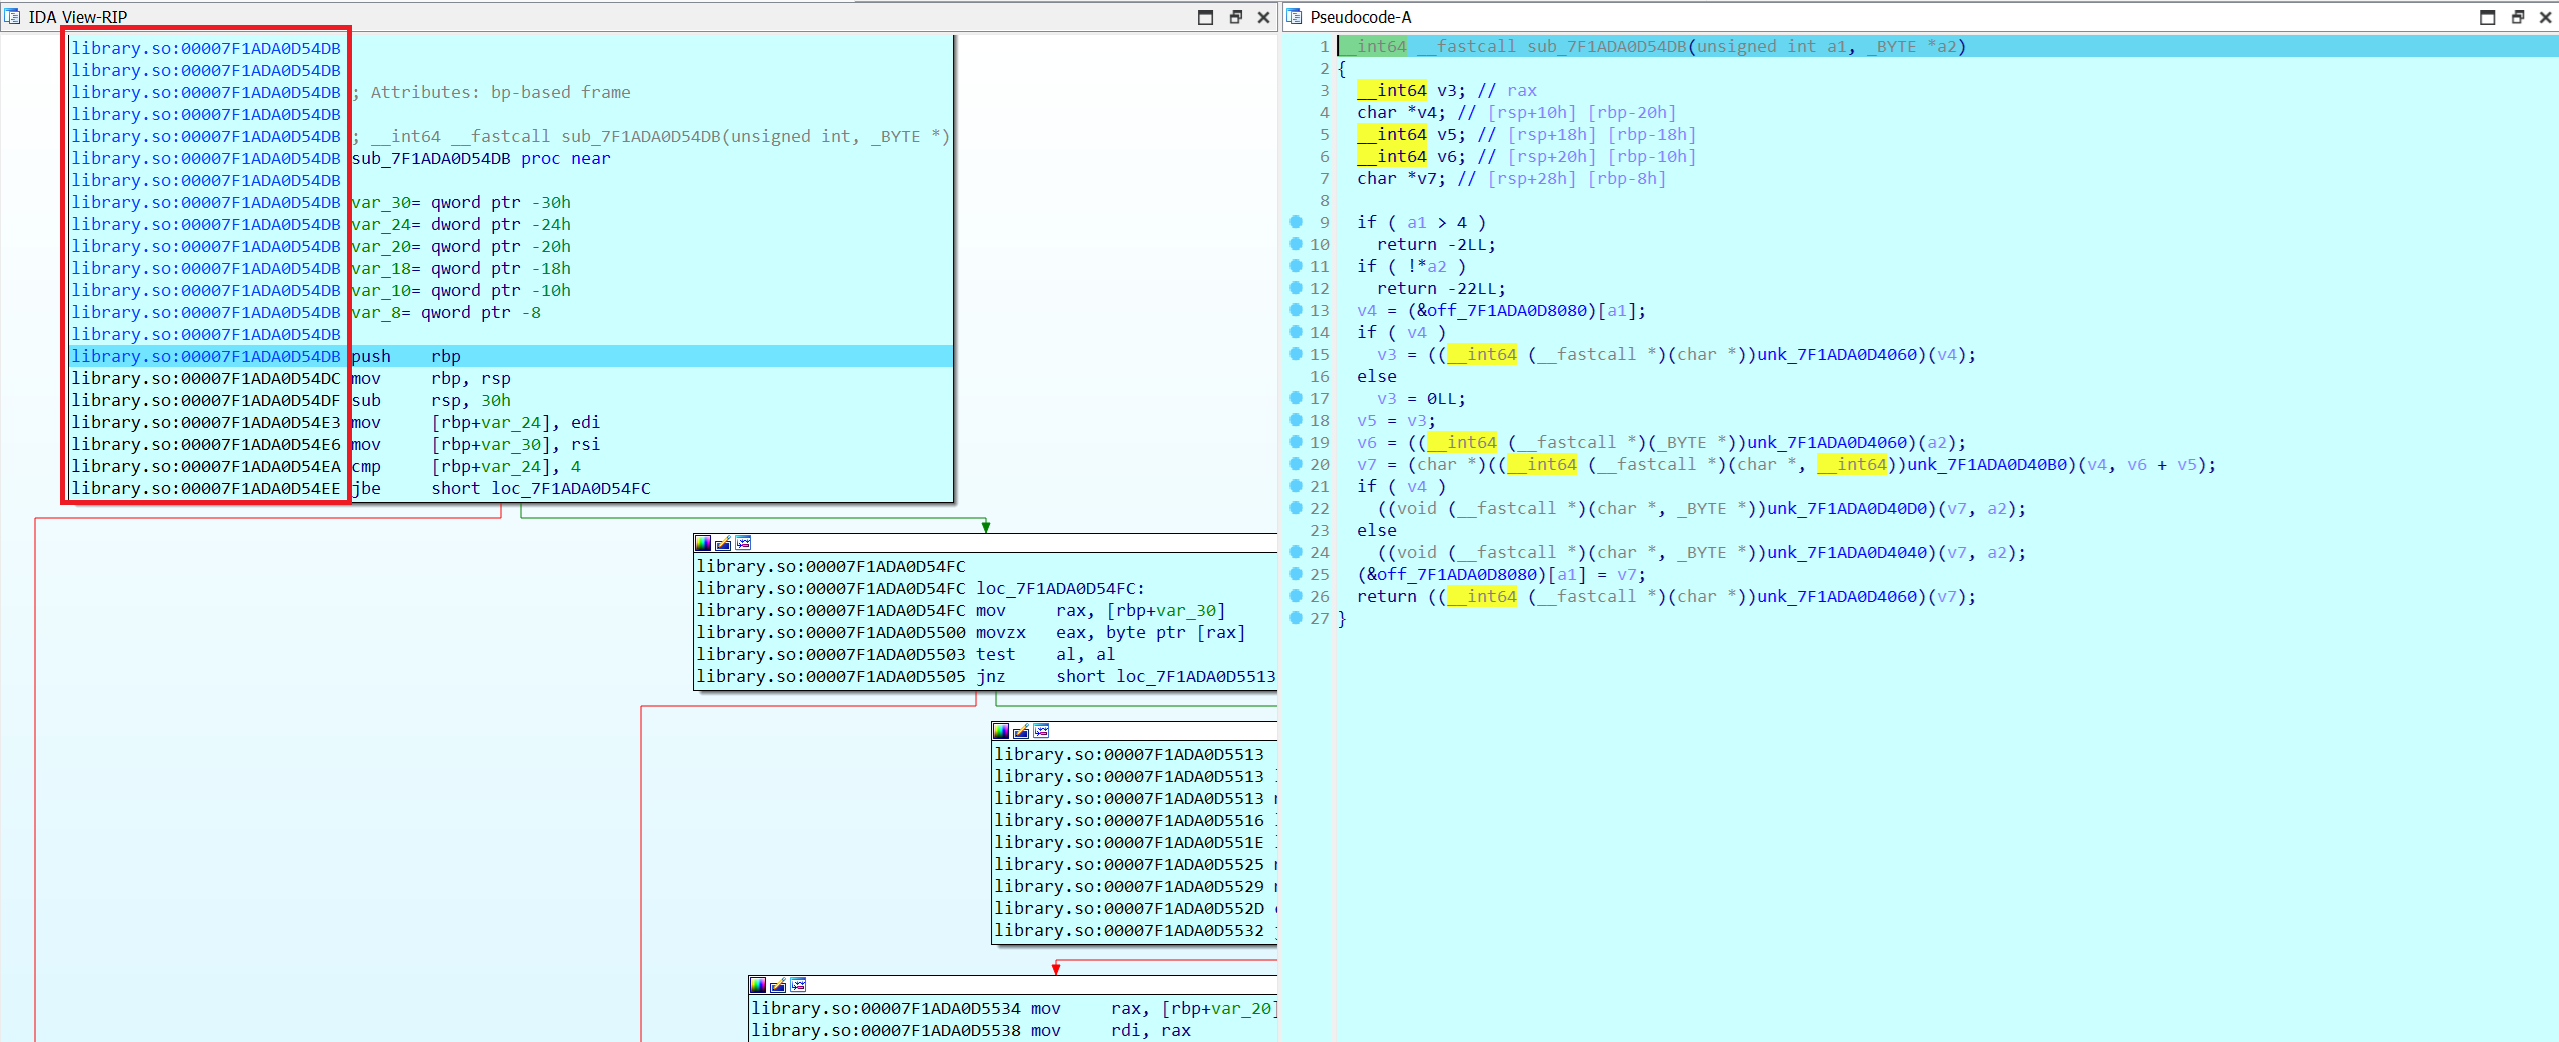 IDA View-RIP
library.so:00007F1ADA0D54DB
library.so:00007F1ADA0D54DB
library.so:00007F1ADA0D54DB ; Attributes: bp-based frame
library.so:00007F1ADA0D54DB
library.so:00007F1ADA0D54DB ; __int64 __fastcall sub_7F1ADA0D54DB(unsigned int, _BYTE *)
library.so:00007F1ADA0D54DB sub_7F1ADA0D54DB proc near
library.so:00007F1ADA0D54DB
library.so:00007F1ADA0D54DB var_30= qword ptr -30h
library.so:00007F1ADA0D54DB var_24= dword ptr -24h
library.so:00007F1ADA0D54DB var_20= qword ptr -20h
library.so:00007F1ADA0D54DB var_18= qword ptr -18h
library.so:00007F1ADA0D54DB var_10= qword ptr -10h
library.so:00007F1ADA0D54DB var_8= qword ptr -8
library.so:00007F1ADA0D54DB
library.so:00007F1ADA0D54DB push rbp
library.so:00007F1ADA0D54DC mov rbp, rsp
library.so:00007F1ADA0D54DF sub rsp, 30h
library.so:00007F1ADA0D54E3 mov [rbp+var_24], edi
library.so:00007F1ADA0D54E6 mov [rbp+var_30], rsi
library.so:00007F1ADA0D54EA cmp [rbp+var_24], 4
library.so:00007F1ADA0D54EE jbe short loc_7F1ADA0D54FC
library.so:00007F1ADA0D54FC
library.so:00007F1ADA0D54FC loc_7F1ADA0D54FC:
library.so:00007F1ADA0D54FC mov rax, [rbp+var_30]
library.so:00007F1ADA0D5500 movzx eax, byte ptr [rax]
library.so:00007F1ADA0D5503 test al, al
library.so:00007F1ADA0D5505 jnz short loc_7F1ADA0D5513
library.so:00007F1ADA0D5513
library.so:00007F1ADA0D5513
library.so:00007F1ADA0D5513
library.so:00007F1ADA0D5516
library.so:00007F1ADA0D551E
library.so:00007F1ADA0D5525
library.so:00007F1ADA0D5529
library.so:00007F1ADA0D552D
library.so:00007F1ADA0D5532
library.so:00007F1ADA0D5534 mov rax, [rbp+var_20]
library.so:00007F1ADA0D5538 mov rdi, rax
Pseudocode-A
1 __int64 __fastcall sub_7F1ADA0D54DB(unsigned int a1, _BYTE *a2)
2 {
3 __int64 v3; // rax
4 char *v4; // [rsp+10h] [rbp-20h]
5 __int64 v5; // [rsp+18h] [rbp-18h]
6 __int64 v6; // [rsp+20h] [rbp-10h]
7 char *v7; // [rsp+28h] [rbp-8h]
8
9 if ( a1 > 4 )
10 return -2LL;
11 if ( !*a2 )
12 return -22LL;
13 v4 = (&off_7F1ADA0D8080)[a1];
14 if ( v4 )
15 v3 = ((__int64 (__fastcall *)(char *))unk_7F1ADA0D4060)(v4);
16 else
17 v3 = 0LL;
18 v5 = v3;
19 v6 = ((__int64 (__fastcall *)(_BYTE *))unk_7F1ADA0D4060)(a2);
20 v7 = (char *)((__int64 (__fastcall *)(char *, __int64))unk_7F1ADA0D40B0)(v4, v6 + v5);
21 if ( v4 )
22 ((void (__fastcall *)(char *, _BYTE *))unk_7F1ADA0D40D0)(v7, a2);
23 else
24 ((void (__fastcall *)(char *, _BYTE *))unk_7F1ADA0D4040)(v7, a2);
25 (&off_7F1ADA0D8080)[a1] = v7;
26 return ((__int64 (__fastcall *)(char *))unk_7F1ADA0D4060)(v7);
27 }